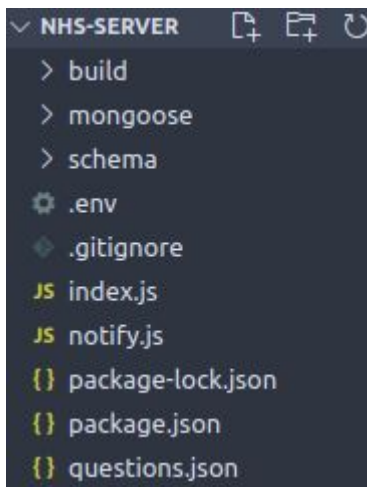 NHS-SERVER
build
mongoose
schema
.env
.gitignore
JS index.js
JS notify.js
{} package-lock.json
{} package.json
{} questions.json